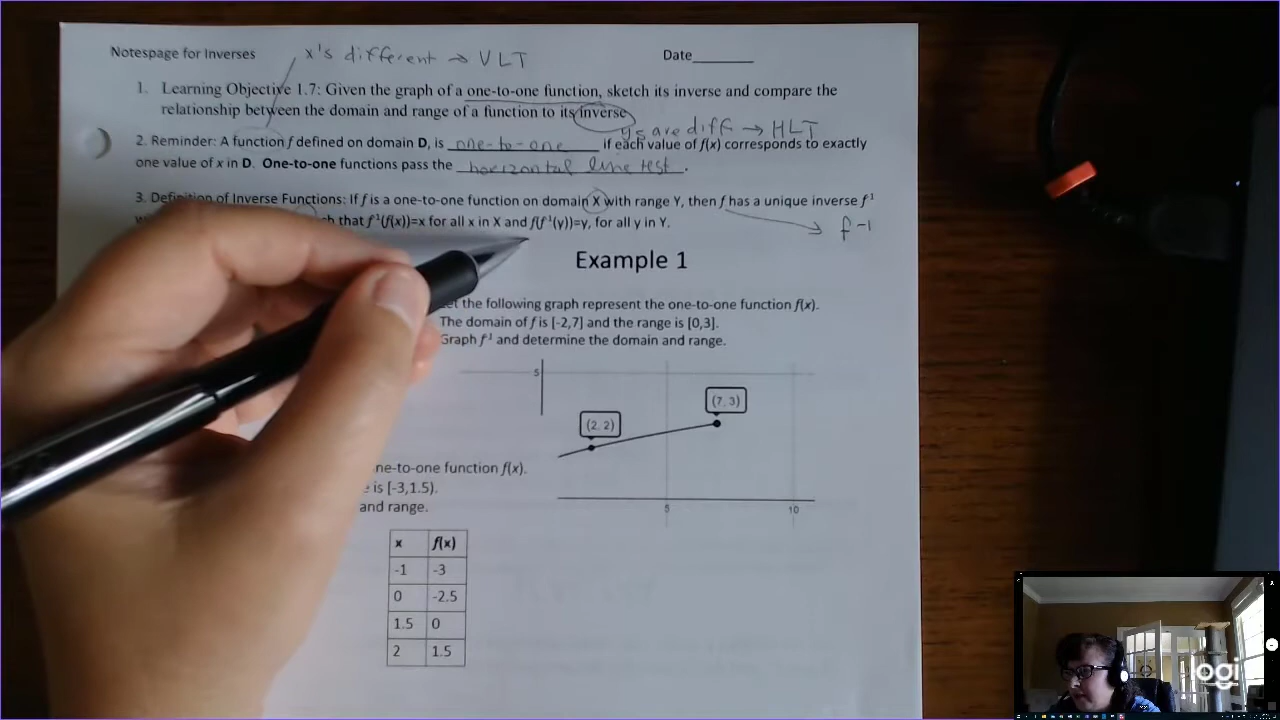 Notespage for Inverses x's different → VLT Date________
1. Learning Objective 1.7: Given the graph of a one-to-one function, sketch its inverse and compare the
relationship between the domain and range of a function to its inverse
y's are diff → HLT
2. Reminder: A function f defined on domain D, is one-to-one if each value of f(x) corresponds to exactly
one value of x in D. One-to-one functions pass the horizontal line test.
3. Definition of Inverse Functions: If f is a one-to-one function on domain X with range Y, then f has a unique inverse f⁻¹
that f⁻¹(f(x))=x for all x in X and f(f⁻¹(y))=y, for all y in Y. f-1
Example 1
the following graph represent the one-to-one function f(x).
The domain of f is [-2,7] and the range is [0,3].
Graph f⁻¹ and determine the domain and range.
5
(7, 3)
(2, 2)
ne-to-one function f(x).
is [-3,1.5).
and range.
5 10
x f(x)
-1 -3
0 -2.5
1.5 0
2 1.5
ogi